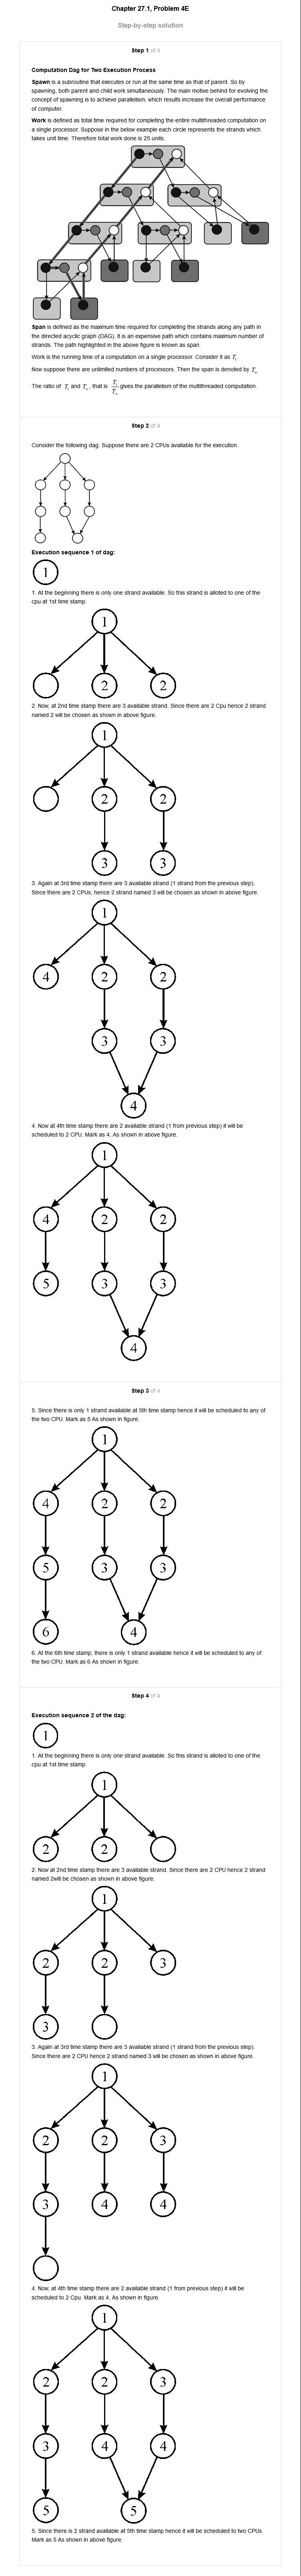 Chapter 27.1, Problem 4E
Step-by-step solution
Step 1 of 4
Computation Dag for Two Execution Process
Spawn is a subroutine that executes or run at the same time as that of parent. So by
spawning, both parent and child work simultaneously. The main motive behind for evolving the
concept of spawning is to achieve parallelism, which results increase the overall performance
of computer.
Work is defined as total time required for completing the entire multithreaded computation on
a single processor. Suppose in the below example each circle represents the strands which
takes unit time. Therefore total work done is 25 units.
Span is defined as the maximum time required for completing the strands along any path in
the directed acyclic graph (DAG). It is an expensive path which contains maximum number of
strands. The path highlighted in the above figure is known as span.
Work is the running time of a computation on a single processor. Consider it as T₁
Now suppose there are unlimited numbers of processors. Then the span is denoted by T∞
The ratio of T₁ and T∞, that is T₁/T∞ gives the parallelism of the multithreaded computation.
Step 2 of 4
Consider the following dag: Suppose there are 2 CPUs available for the execution.
Execution sequence 1 of dag:
1
1. At the beginning there is only one strand available. So this strand is alloted to one of the
cpu at 1st time stamp.
1
2 2
2. Now, at 2nd time stamp there are 3 available strand. Since there are 2 Cpu hence 2 strand
named 2 will be chosen as shown in above figure.
1
2 2
3 3
3. Again at 3rd time stamp there are 3 available strand (1 strand from the previous step).
Since there are 2 CPUs, hence 2 strand named 3 will be chosen as shown in above figure.
1
4 2 2
3 3
4
4. Now at 4th time stamp there are 2 available strand (1 from previous step) it will be
scheduled to 2 CPU. Mark as 4, As shown in above figure.
1
4 2 2
5 3 3
4
Step 3 of 4
5. Since there is only 1 strand available at 5th time stamp hence it will be scheduled to any of
the two CPU. Mark as 5 As shown in figure.
1
4 2 2
5 3 3
6 4
6. At the 6th time stamp, there is only 1 strand available hence it will be scheduled to any of
the two CPU. Mark as 6 As shown in figure.
Step 4 of 4
Execution sequence 2 of the dag:
1
1. At the beginning there is only one strand available. So this strand is alloted to one of the
cpu at 1st time stamp.
1
2 2
2. Now at 2nd time stamp there are 3 available strand. Since there are 2 CPU hence 2 strand
named 2will be chosen as shown in above figure.
1
2 2 3
3
3. Again at 3rd time stamp there are 3 available strand (1 strand from the previous step).
Since there are 2 CPU hence 2 strand named 3 will be chosen as shown in above figure.
1
2 2 3
3 4 4
4. Now, at 4th time stamp there are 2 available strand (1 from previous step) it will be
scheduled to 2 Cpu. Mark as 4, As shown in figure.
1
2 2 3
3 4 4
5 5
5. Since there is 2 strand available at 5th time stamp hence it will be scheduled to two CPUs.
Mark as 5 As shown in above figure.